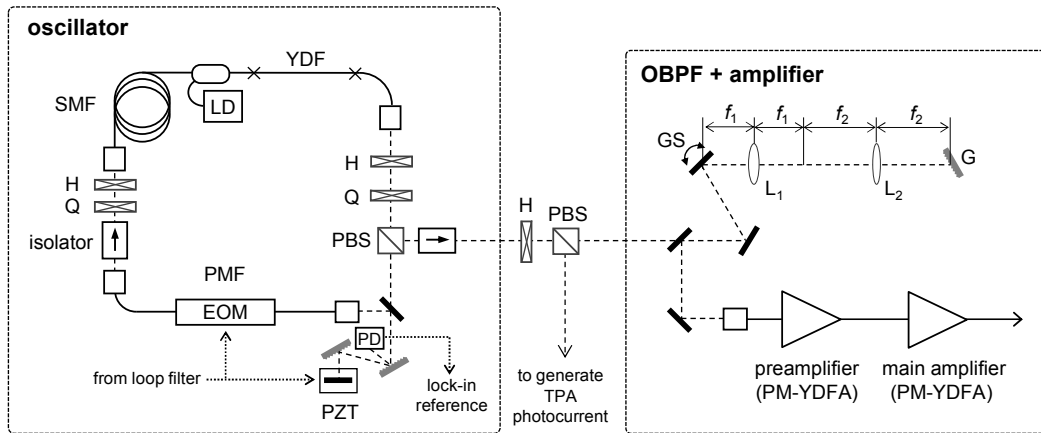 oscillator
YDF
SMF
LD
H
Q
isolator
H
Q
PBS
PMF
EOM
PD
from loop filter
PZT
lock-in
reference
H
PBS
to generate
TPA
photocurrent
OBPF + amplifier
f1
f1
f2
f2
GS
G
L1
L2
preamplifier
(PM-YDFA)
main amplifier
(PM-YDFA)